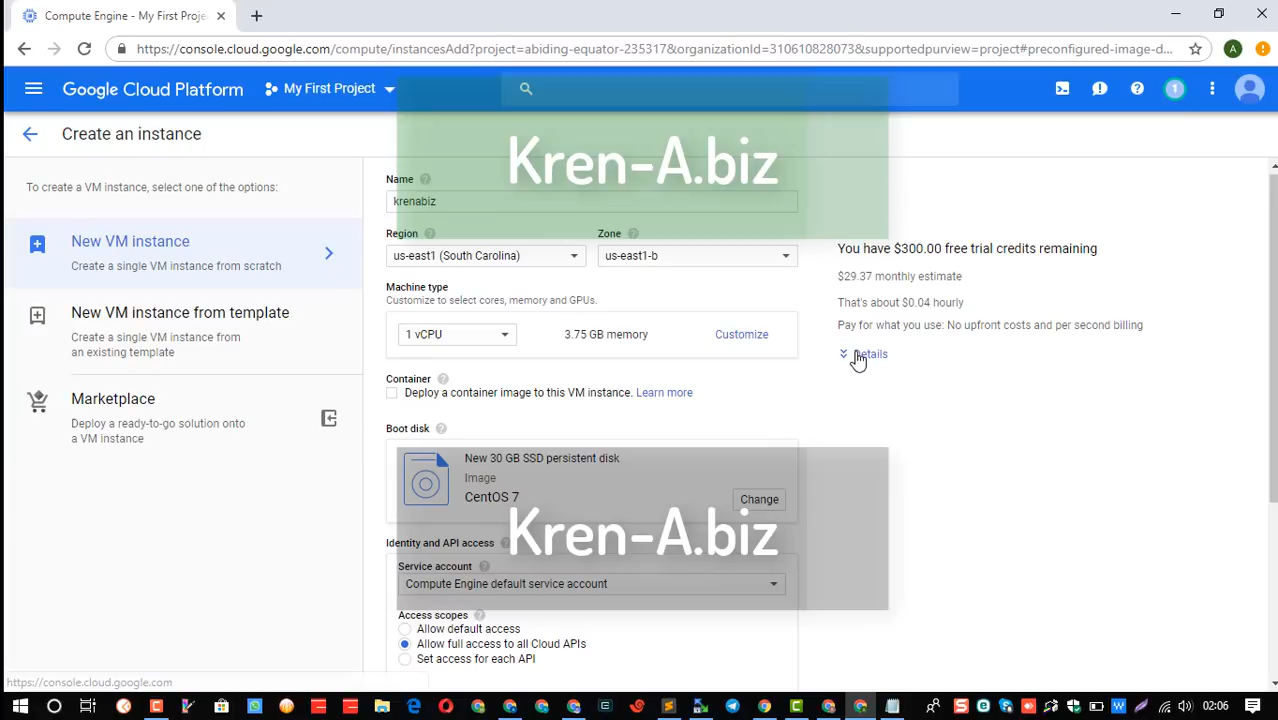 Compute Engine - My First Proje
https://console.cloud.google.com/compute/instancesAdd?project=abiding-equator-235317&organizationId=310610828073&supportedpurview=project#preconfigured-image-d...
A
Google Cloud Platform
My First Project
1
Create an instance
Kren-A.biz
To create a VM instance, select one of the options:
New VM instance
Create a single VM instance from scratch
New VM instance from template
Create a single VM instance from
an existing template
Marketplace
Deploy a ready-to-go solution onto
a VM instance
Name
krenabiz
Region
Zone
us-east1 (South Carolina)
us-east1-b
Machine type
Customize to select cores, memory and GPUs.
1 vCPU
3.75 GB memory
Customize
Container
Deploy a container image to this VM instance. Learn more
Boot disk
New 30 GB SSD persistent disk
Image
CentOS 7
Change
Kren-A.biz
Identity and API access
Service account
Compute Engine default service account
Access scopes
Allow default access
Allow full access to all Cloud APIs
Set access for each API
You have $300.00 free trial credits remaining
$29.37 monthly estimate
That's about $0.04 hourly
Pay for what you use: No upfront costs and per second billing
https://console.cloud.google.com
02:06